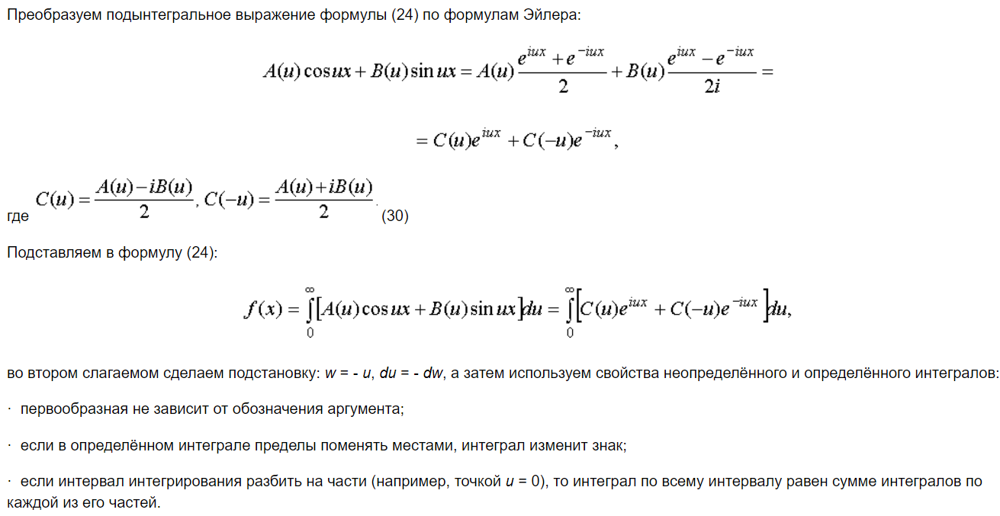 Преобразуем подынтегральное выражение формулы (24) по формулам Эйлера:
A(u) cos ux + B(u) sin ux = A(u) \frac{e^{iux} + e^{-iux}}{2} + B(u) \frac{e^{iux} - e^{-iux}}{2i} =
= C(u)e^{iux} + C(-u)e^{-iux},
где C(u) = \frac{A(u) - iB(u)}{2}, C(-u) = \frac{A(u) + iB(u)}{2}. (30)
Подставляем в формулу (24):
f(x) = \int_0^∞ [A(u) cos ux + B(u) sin ux] du = \int_0^∞ [C(u)e^{iux} + C(-u)e^{-iux}] du,
во втором слагаемом сделаем подстановку: w = - u, du = - dw, а затем используем свойства неопределённого и определённого интегралов:
· первообразная не зависит от обозначения аргумента;
· если в определённом интеграле пределы поменять местами, интеграл изменит знак;
· если интервал интегрирования разбить на части (например, точкой u = 0), то интеграл по всему интервалу равен сумме интегралов по
каждой из его частей.